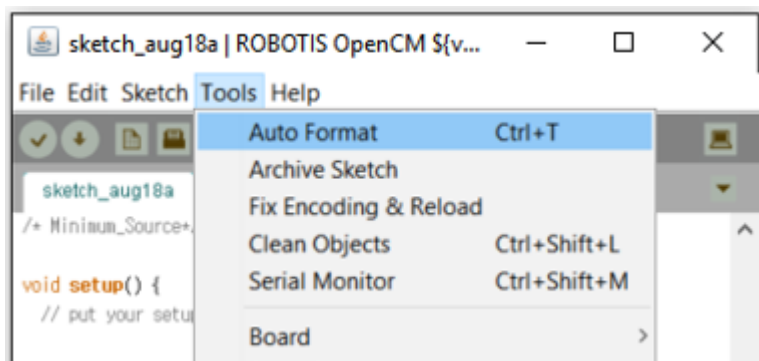 sketch_aug18a | ROBOTIS OpenCM ${v...
File Edit Sketch Tools Help
Auto Format Ctrl+T
Archive Sketch
sketch_aug18a
Fix Encoding & Reload
/* Minimum_Source*/
Clean Objects Ctrl+Shift+L
void setup() {
Serial Monitor Ctrl+Shift+M
// put your setu
Board